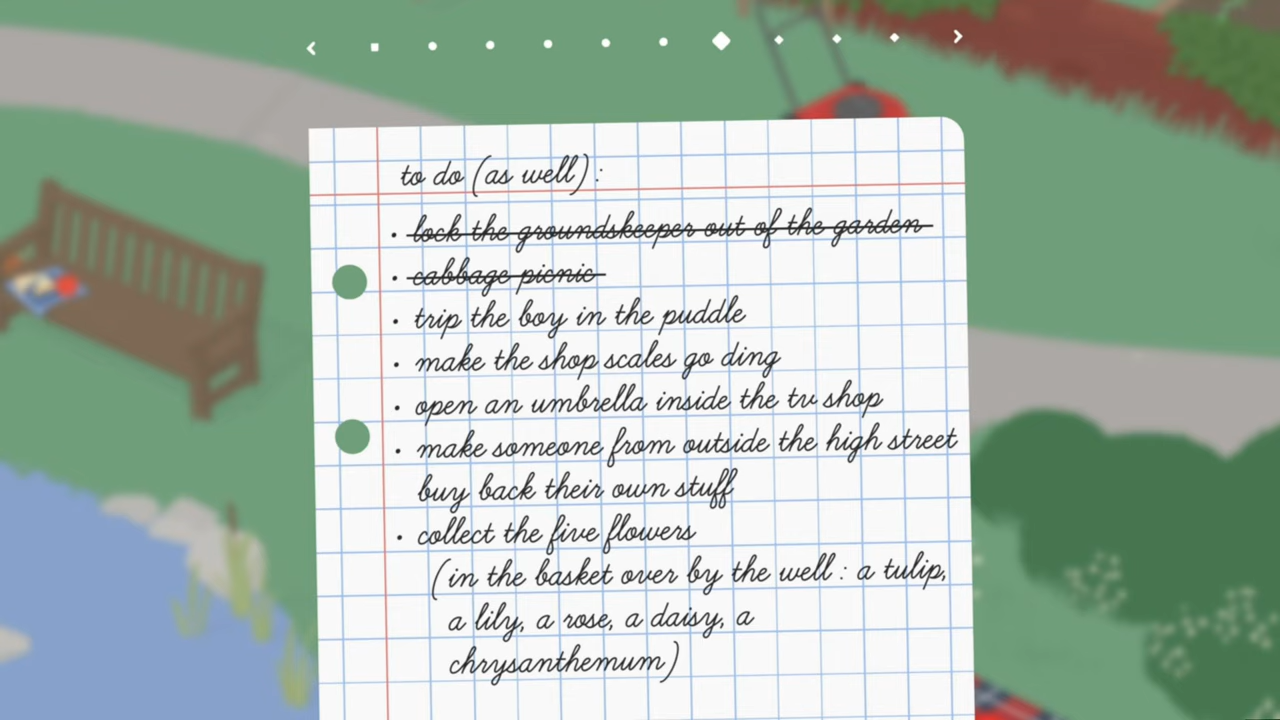 to do (as well):
• lock the groundskeeper out of the garden
• cabbage picnic
• trip the boy in the puddle
• make the shop scales go ding
• open an umbrella inside the tv shop
• make someone from outside the high street
buy back their own stuff
• collect the five flowers
(in the basket over by the well: a tulip,
a lily, a rose, a daisy, a
chrysanthemum)